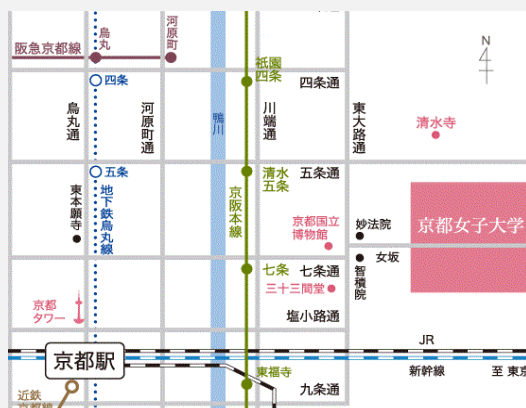 阪急京都線
烏丸
河原町
四条
祇園
四条
四条通
N
烏丸通
河原町通
鴨川
川端通
東大路通
清水寺
五条
清水
五条
五条通
東本願寺
地下鉄烏丸線
京阪本線
京都国立
博物館
妙法院
京都女子大学
七条
七条通
女坂
智積院
三十三間堂
京都
タワー
塩小路通
JR
京都駅
新幹線
至 東京
東福寺
九条通
近鉄